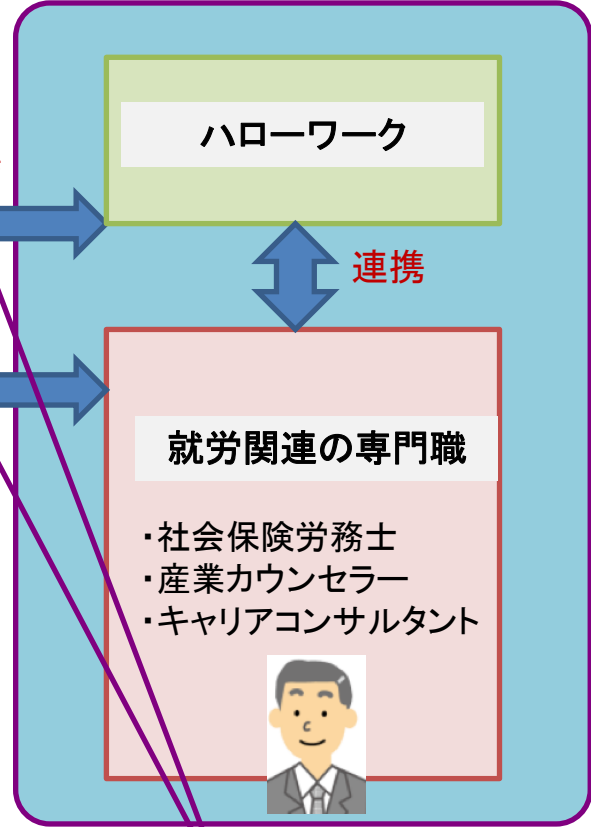 ハローワーク
連携
就労関連の専門職
・社会保険労務士
・産業カウンセラー
・キャリアコンサルタント